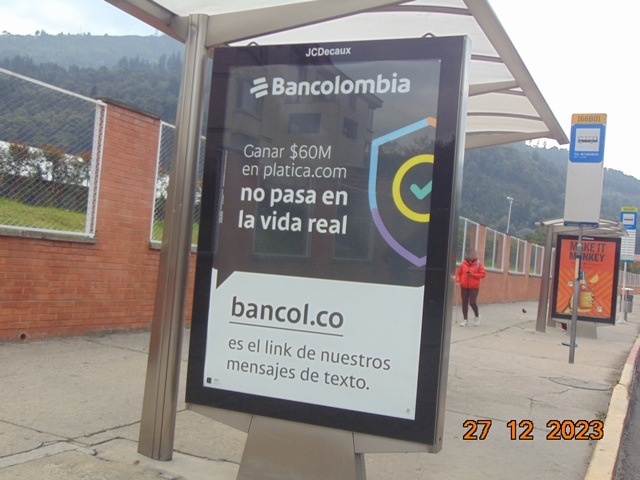 JCDecaux
Bancolombia
Ganar $60M
en platica.com
no pasa en
la vida real
bancol.co
es el link de nuestros
mensajes de texto.
166B01
MAKE IT
MONKEY
27 12 2023